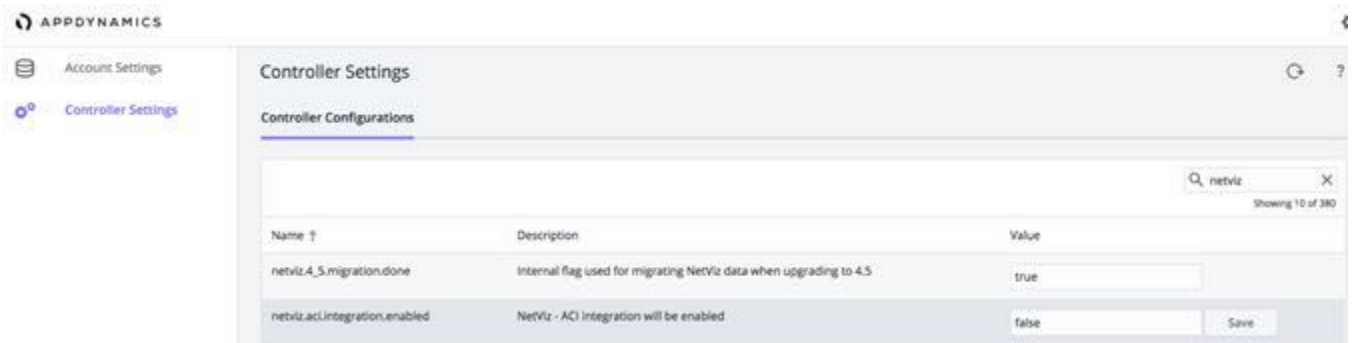 APPDYNAMICS
Account Settings
Controller Settings
Controller Settings
?
Controller Configurations
netviz
Showing 10 of 380
Name ↑ Description Value
netviz.4_5.migration.done Internal flag used for migrating NetViz data when upgrading to 4.5 true
netviz.aci.integration.enabled NetViz - ACI integration will be enabled false Save